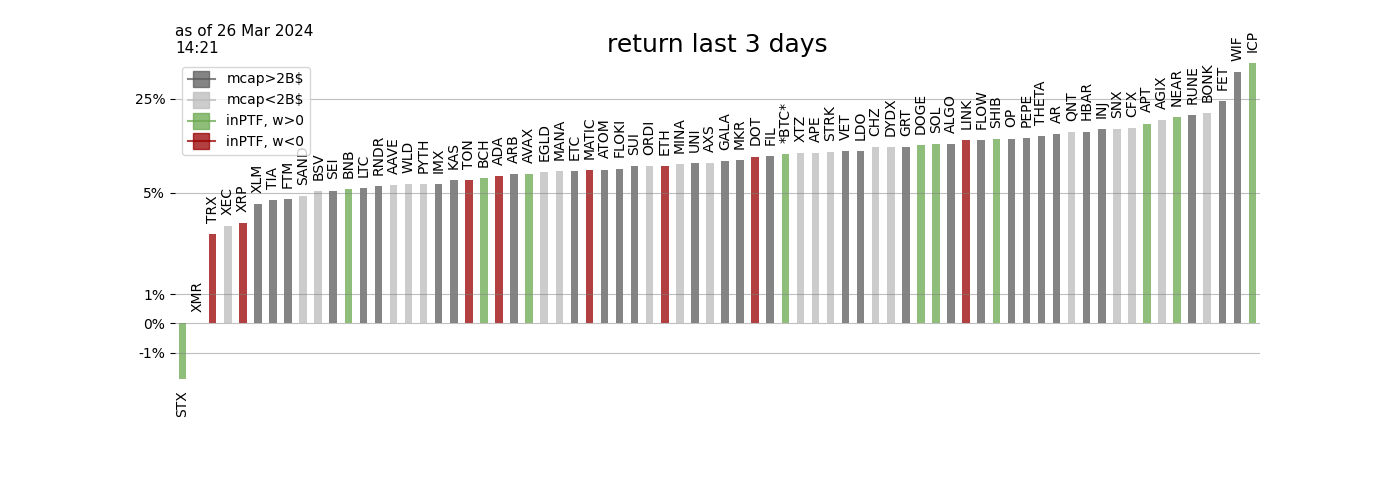 as of 26 Mar 2024
14:21
return last 3 days
mcap>2B$
mcap<2B$
inPTF, w>0
inPTF, w<0
25%
5%
1%
0%
-1%
STX
XMR
TRX
XEC
XRP
XLM
TIA
FTM
SAND
BSV
SEI
BNB
LTC
RNDR
AAVE
WLD
PYTH
IMX
KAS
TON
BCH
ADA
ARB
AVAX
EGLD
MANA
ETC
MATIC
ATOM
FLOKI
SUI
ORDI
ETH
MINA
UNI
AXS
GALA
MKR
DOT
FIL
*BTC*
XTZ
APE
STRK
VET
LDO
CHZ
DYDX
GRT
DOGE
SOL
ALGO
LINK
FLOW
SHIB
OP
PEPE
THETA
AR
QNT
HBAR
INJ
SNX
CFX
APT
AGIX
NEAR
RUNE
BONK
FET
WIF
ICP